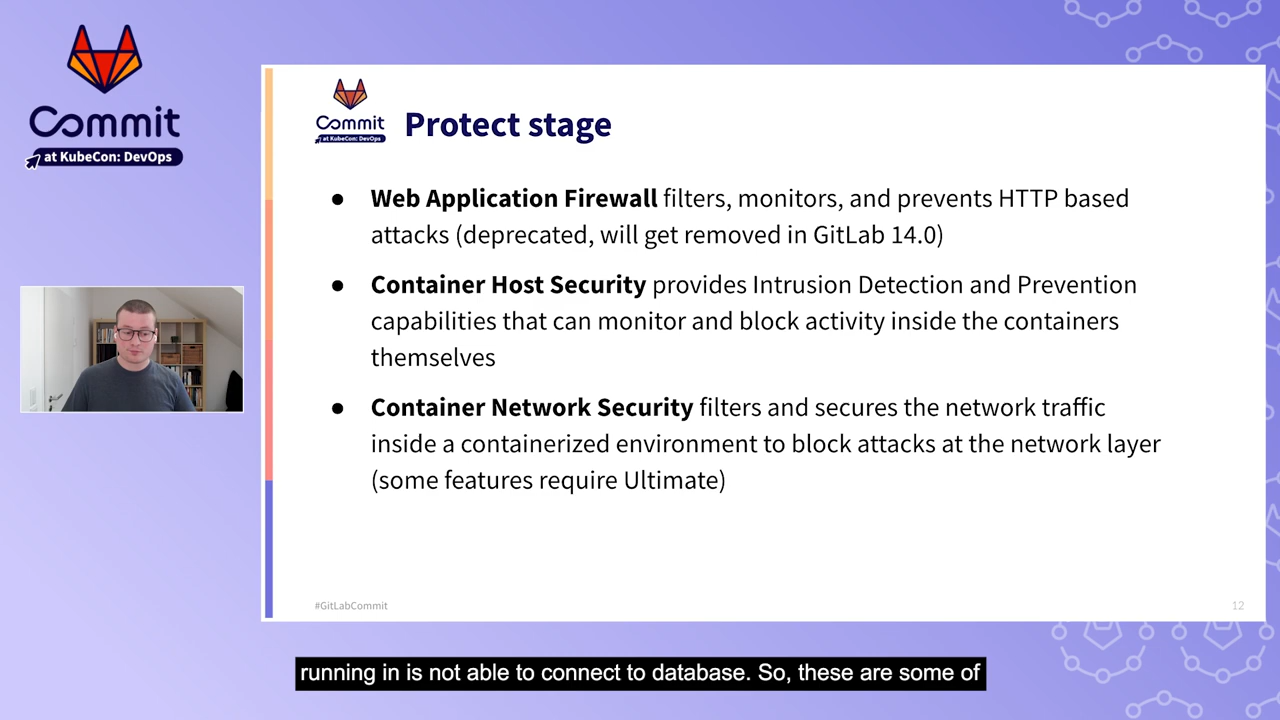 Commit
at KubeCon: DevOps
Commit
at KubeCon: DevOps
Protect stage
● Web Application Firewall filters, monitors, and prevents HTTP based
attacks (deprecated, will get removed in GitLab 14.0)
● Container Host Security provides Intrusion Detection and Prevention
capabilities that can monitor and block activity inside the containers
themselves
● Container Network Security filters and secures the network traffic
inside a containerized environment to block attacks at the network layer
(some features require Ultimate)
#GitLabCommit
12
running in is not able to connect to database. So, these are some of